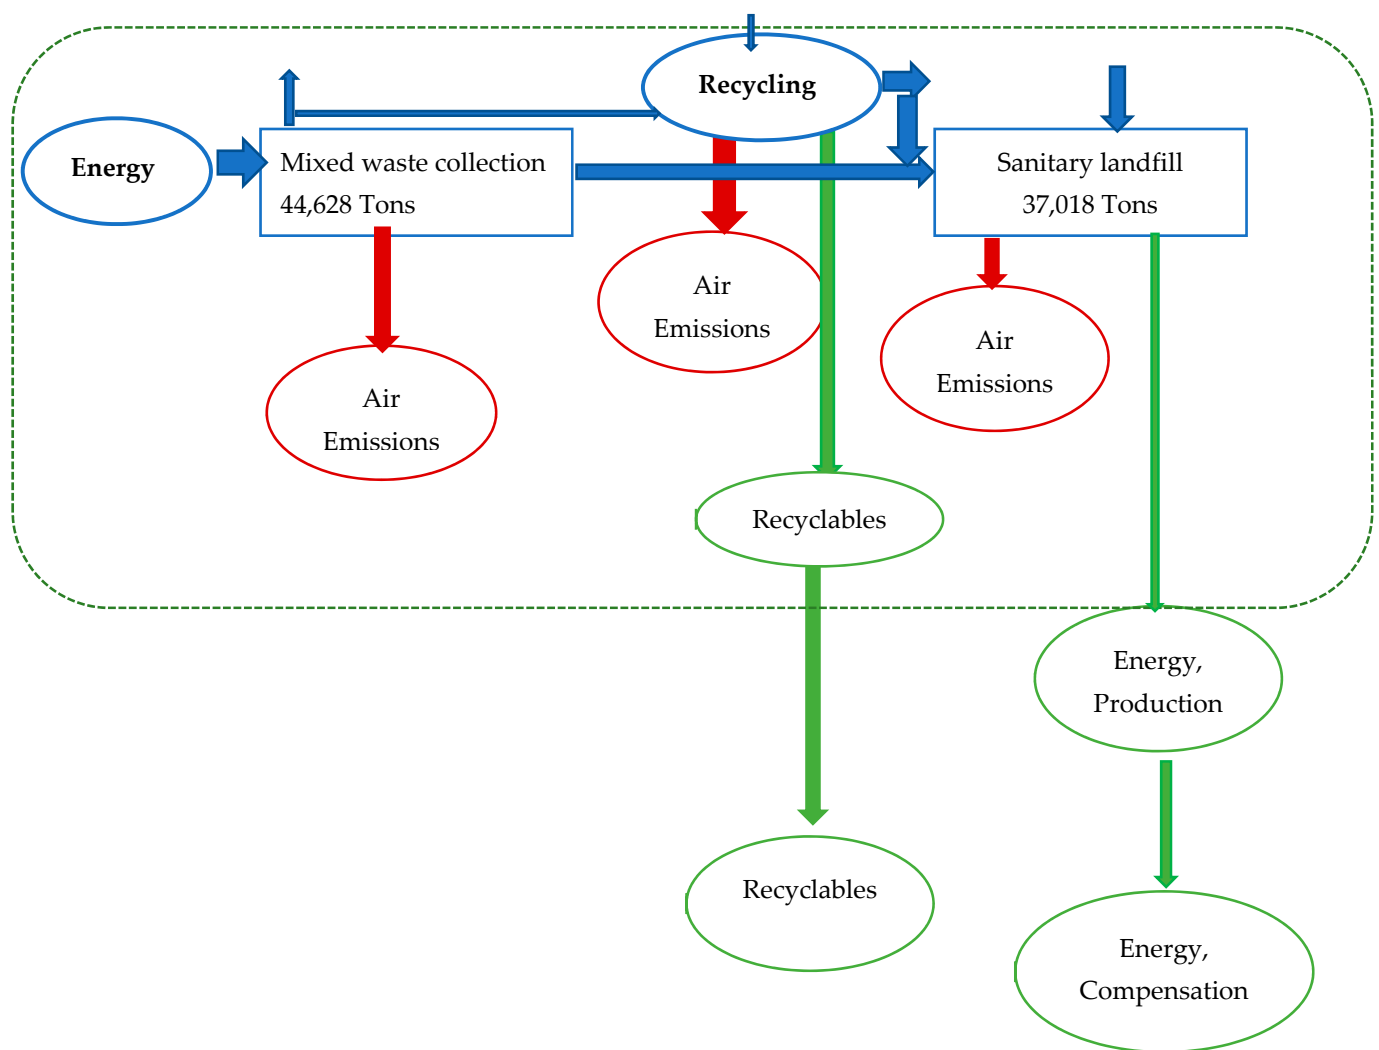 Recycling
Energy
Mixed waste collection
44,628 Tons
Sanitary landfill
37,018 Tons
Air
Emissions
Air
Emissions
Air
Emissions
Recyclables
Energy,
Production
Recyclables
Energy,
Compensation